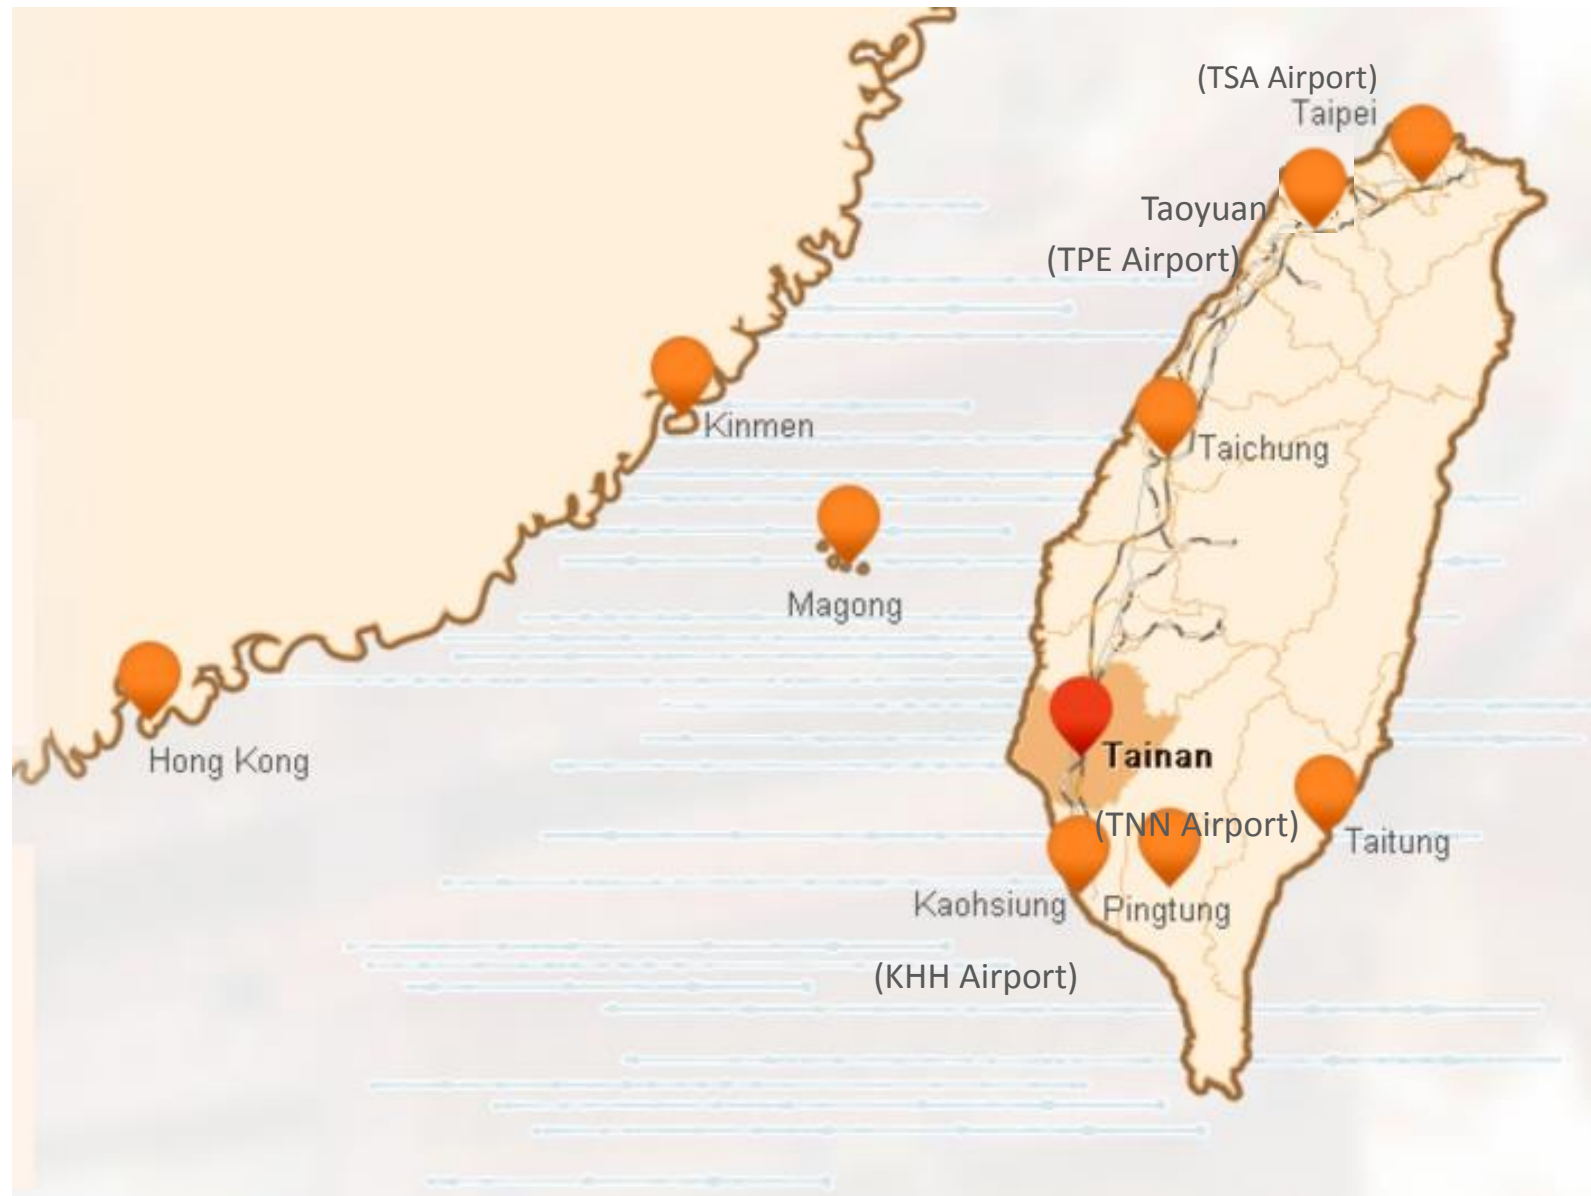 (TSA Airport)
Taipei
Taoyuan
(TPE Airport)
Kinmen
Taichung
Magong
Hong Kong
Tainan
(TNN Airport)
Taitung
Kaohsiung
Pingtung
(KHH Airport)